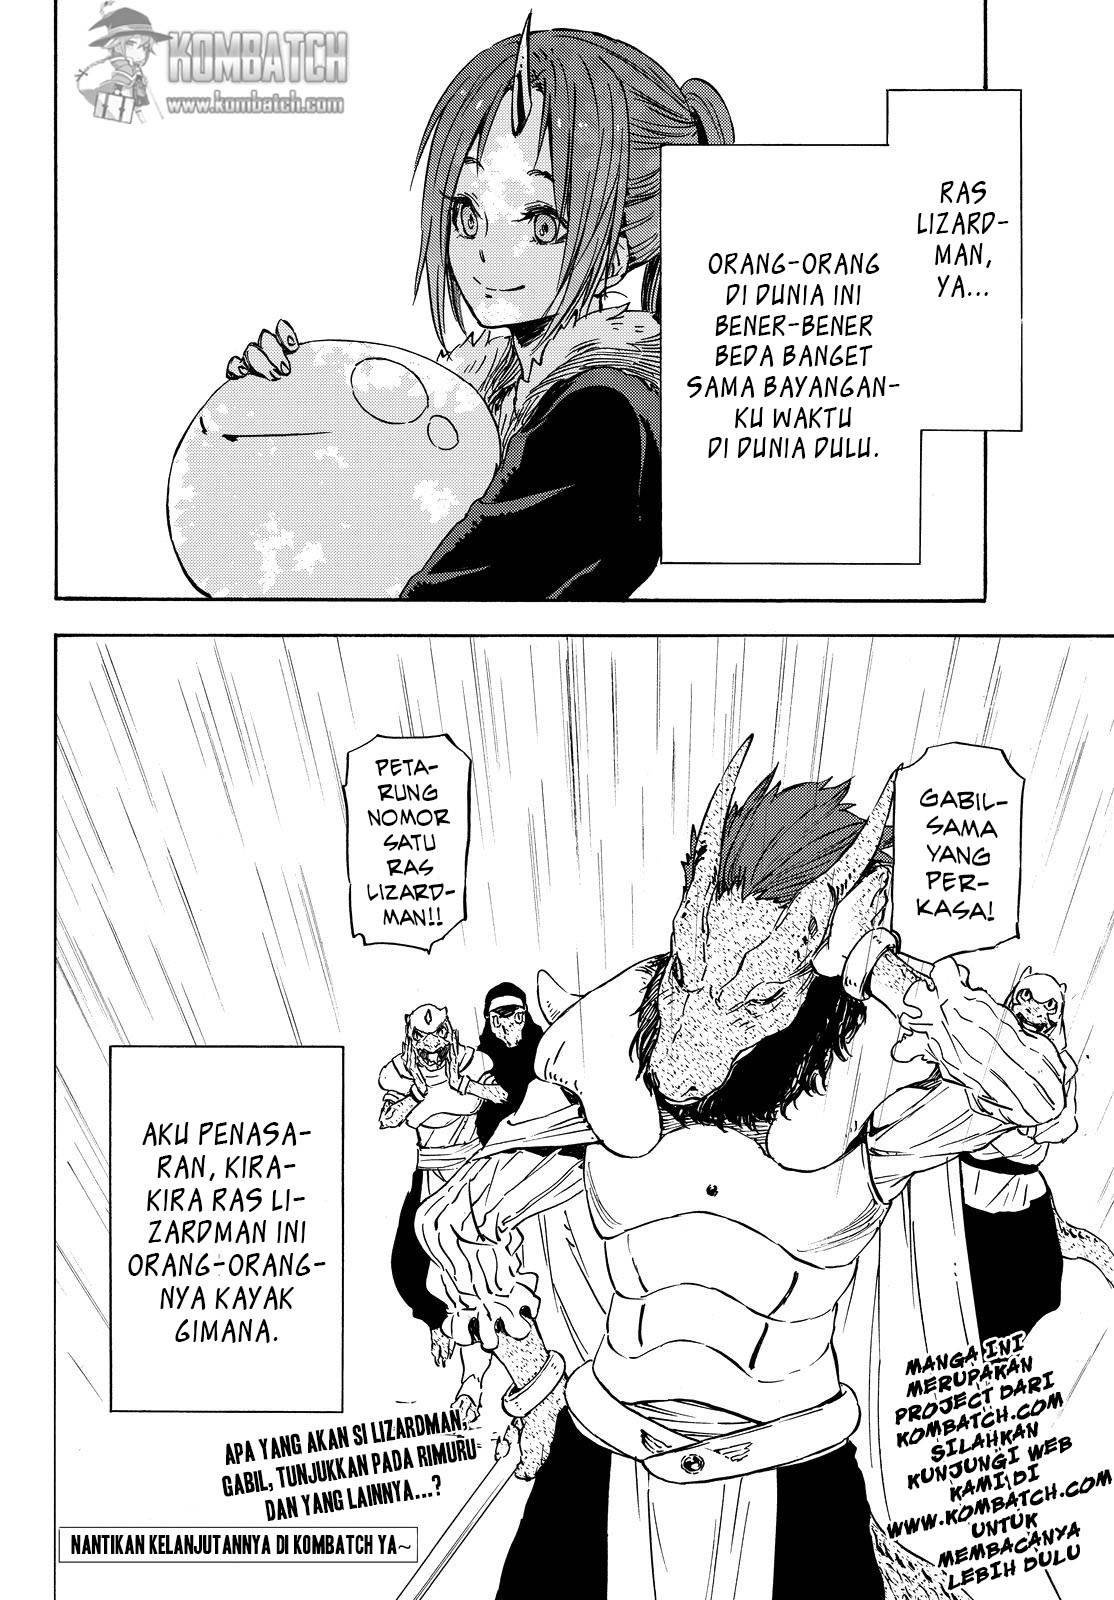 KOMBATCH
www.kombatch.com
RAS
LIZARD-
MAN,
YA...
ORANG-ORANG
DI DUNIA INI
BENER-BENER
BEDA BANGET
SAMA BAYANGAN-
KU WAKTU
DI DUNIA DULU.
GABIL-
SAMA
YANG
PER-
KASA!
PETA-
RUNG
NOMOR
SATU
RAS
LIZARD-
MAN!!
AKU PENASA-
RAN, KIRA-
KIRA RAS LI-
ZARDMAN INI
ORANG-ORANG-
NYA KAYAK
GIMANA.
APA YANG AKAN SI LIZARDMAN,
GABIL, TUNJUKKAN PADA RIMURU
DAN YANG LAINNYA...?
NANTIKAN KELANJUTANNYA DI KOMBATCH YA~
MANGA INI
MERUPAKAN
PROJECT DARI
KOMBATCH.COM
SILAHKAN
KUNJUNGI WEB
KAMI DI
WWW.KOMBATCH.COM
UNTUK
MEMBACANYA
LEBIH DULU